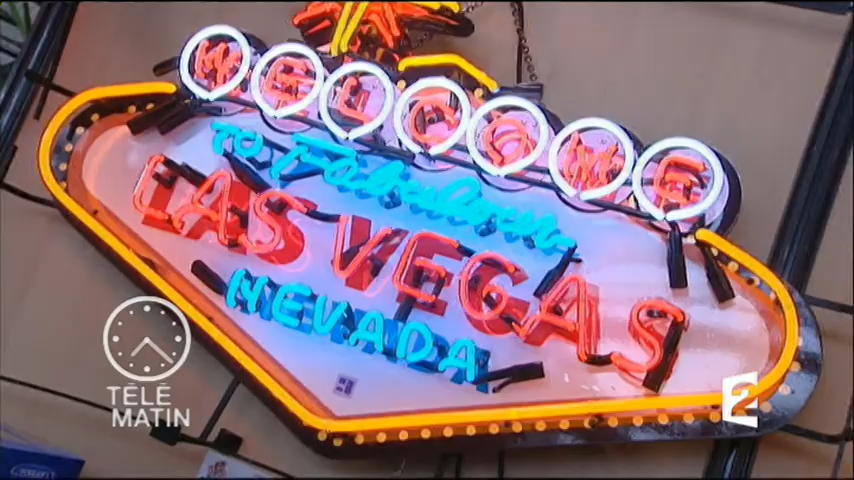 WELCOME
TO Fabulous
LAS VEGAS
NEVADA
TÉLÉ
MATIN
2